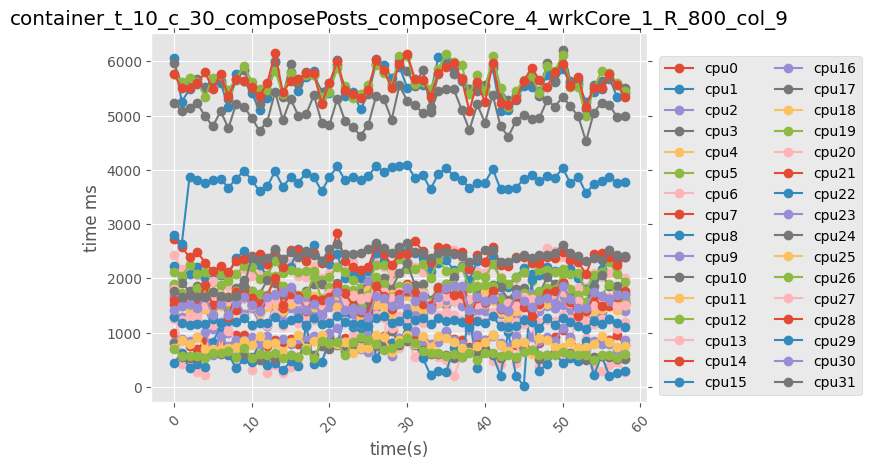 container_t_10_c_30_composePosts_composeCore_4_wrkCore_1_R_800_col_9
6000
5000
4000
3000
2000
1000
0
time ms
0 10 20 30 40 50 60
time(s)
cpu0 cpu16
cpu1 cpu17
cpu2 cpu18
cpu3 cpu19
cpu4 cpu20
cpu5 cpu21
cpu6 cpu22
cpu7 cpu23
cpu8 cpu24
cpu9 cpu25
cpu10 cpu26
cpu11 cpu27
cpu12 cpu28
cpu13 cpu29
cpu14 cpu30
cpu15 cpu31